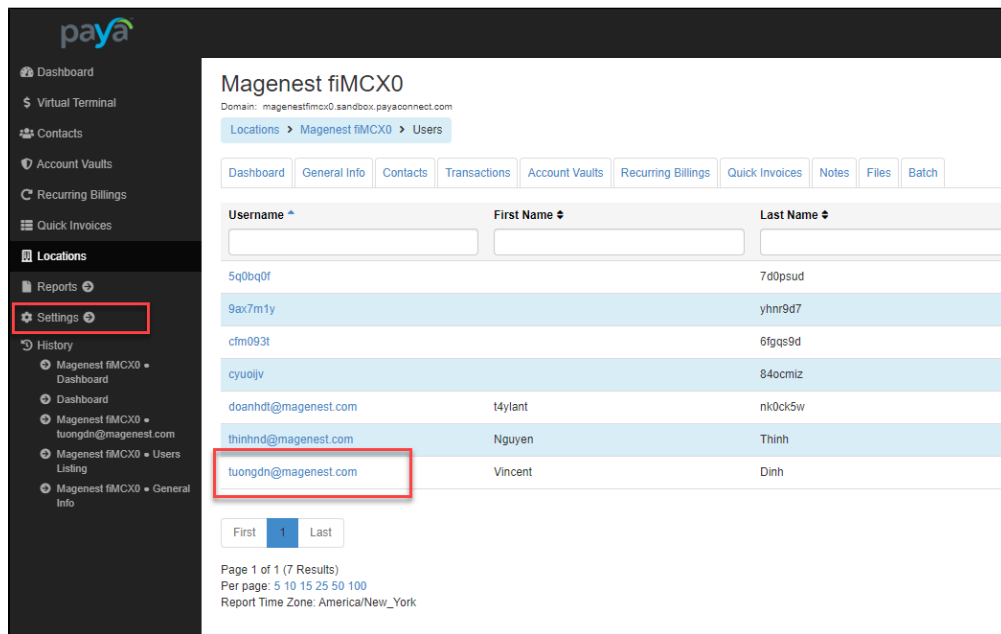 paya
Dashboard
$ Virtual Terminal
Contacts
Account Vaults
Recurring Billings
Quick Invoices
Locations
Reports
Settings
History
Magenest fiMCX0 •
Dashboard
Dashboard
Magenest fiMCX0 •
tuongdn@magenest.com
Magenest fiMCX0 • Users
Listing
Magenest fiMCX0 • General
Info
Magenest fiMCX0
Domain: magenestfimcx0.sandbox.payaconnect.com
Locations > Magenest fiMCX0 > Users
Dashboard General Info Contacts Transactions Account Vaults Recurring Billings Quick Invoices Notes Files Batch
Username First Name Last Name
5q0bq0f 7d0psud
9ax7m1y yhnr9d7
cfm093t 6fgqs9d
cyuoijv 84ocmiz
doanhdt@magenest.com t4ylant nk0ck5w
thinhnd@magenest.com Nguyen Thinh
tuongdn@magenest.com Vincent Dinh
First 1 Last
Page 1 of 1 (7 Results)
Per page: 5 10 15 25 50 100
Report Time Zone: America/New_York